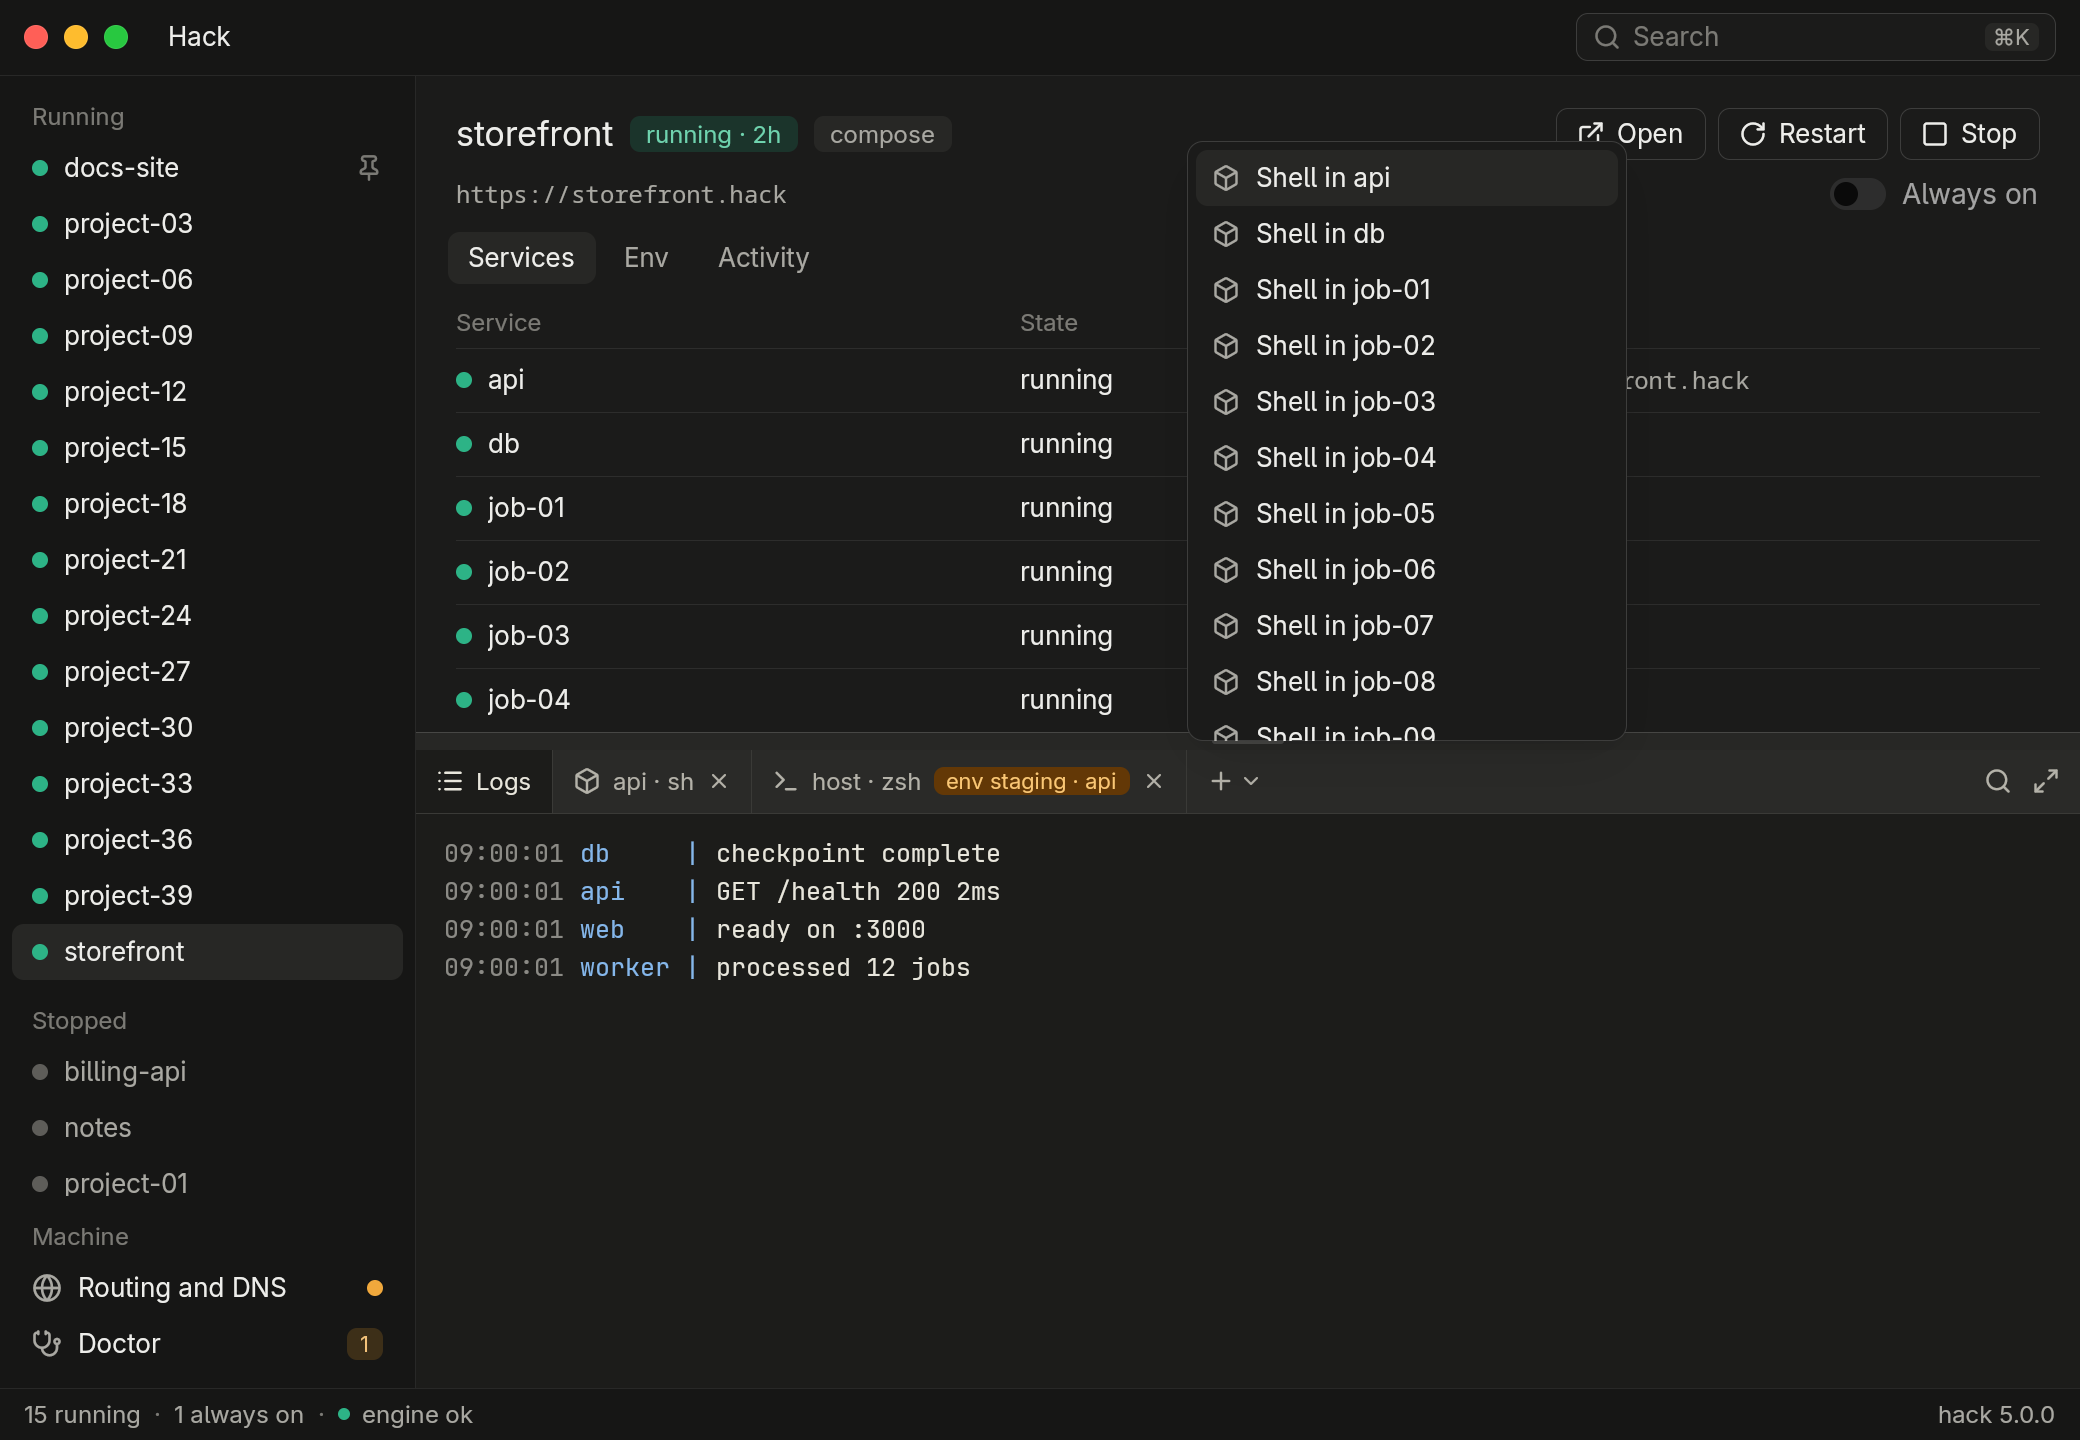 Hack
Search ⌘K
Running
docs-site
project-03
project-06
project-09
project-12
project-15
project-18
project-21
project-24
project-27
project-30
project-33
project-36
project-39
storefront
Stopped
billing-api
notes
project-01
Machine
Routing and DNS
Doctor 1
storefront running · 2h compose
Open Restart Stop
https://storefront.hack
Always on
Services Env Activity
Service State
api running ront.hack
db running
job-01 running
job-02 running
job-03 running
job-04 running
Shell in api
Shell in db
Shell in job-01
Shell in job-02
Shell in job-03
Shell in job-04
Shell in job-05
Shell in job-06
Shell in job-07
Shell in job-08
Shell in job-09
Logs api · sh host · zsh env staging · api
09:00:01 db | checkpoint complete
09:00:01 api | GET /health 200 2ms
09:00:01 web | ready on :3000
09:00:01 worker | processed 12 jobs
15 running · 1 always on · engine ok
hack 5.0.0